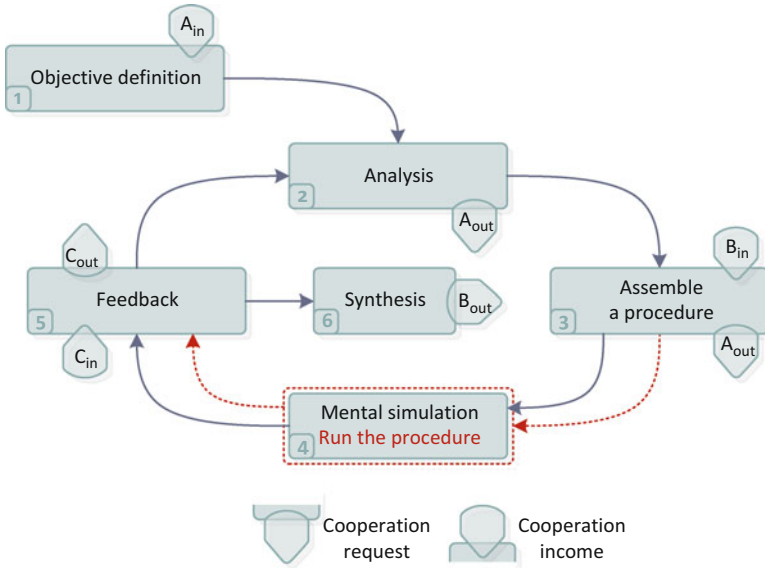 A_in
Objective definition
1
Analysis
2
A_out
C_out
B_in
Feedback
5
Synthesis
6
B_out
Assemble
a procedure
3
C_in
A_out
Mental simulation
Run the procedure
4
Cooperation
request
Cooperation
income